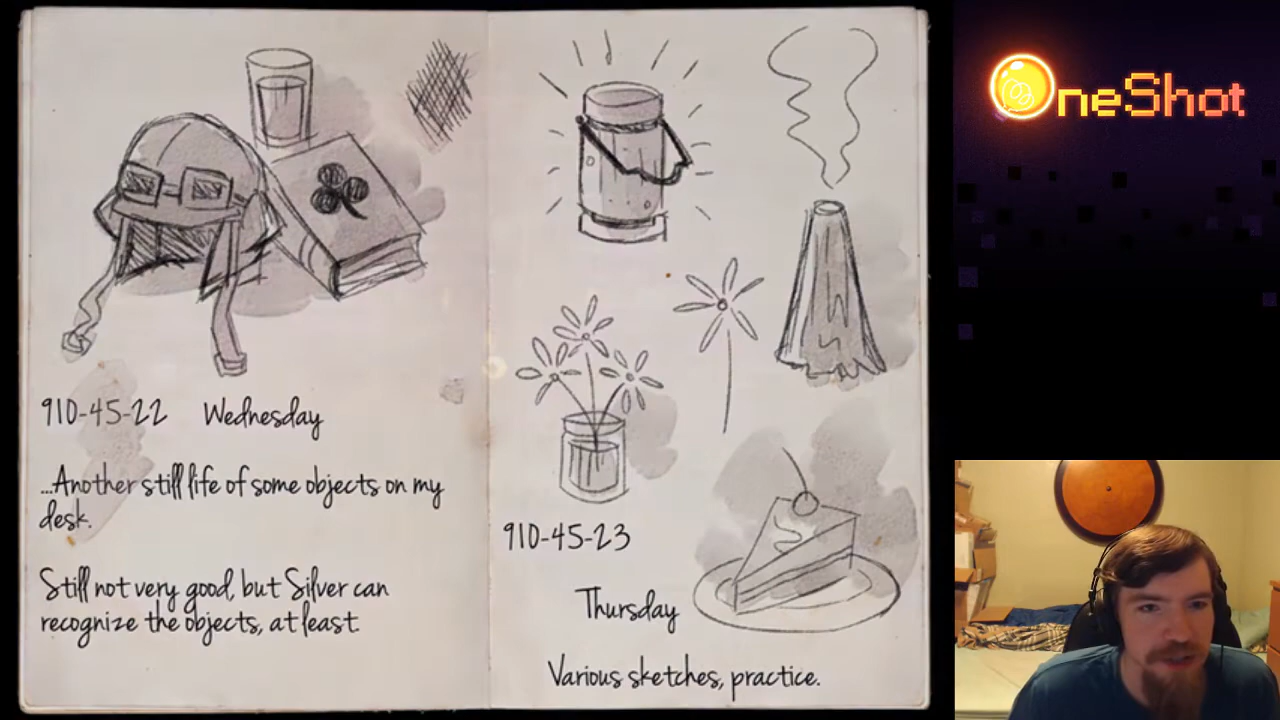 910-45-22 Wednesday
...Another still life of some objects on my
desk.
Still not very good, but Silver can
recognize the objects, at least.
910-45-23
Thursday
Various sketches, practice.
OneShot